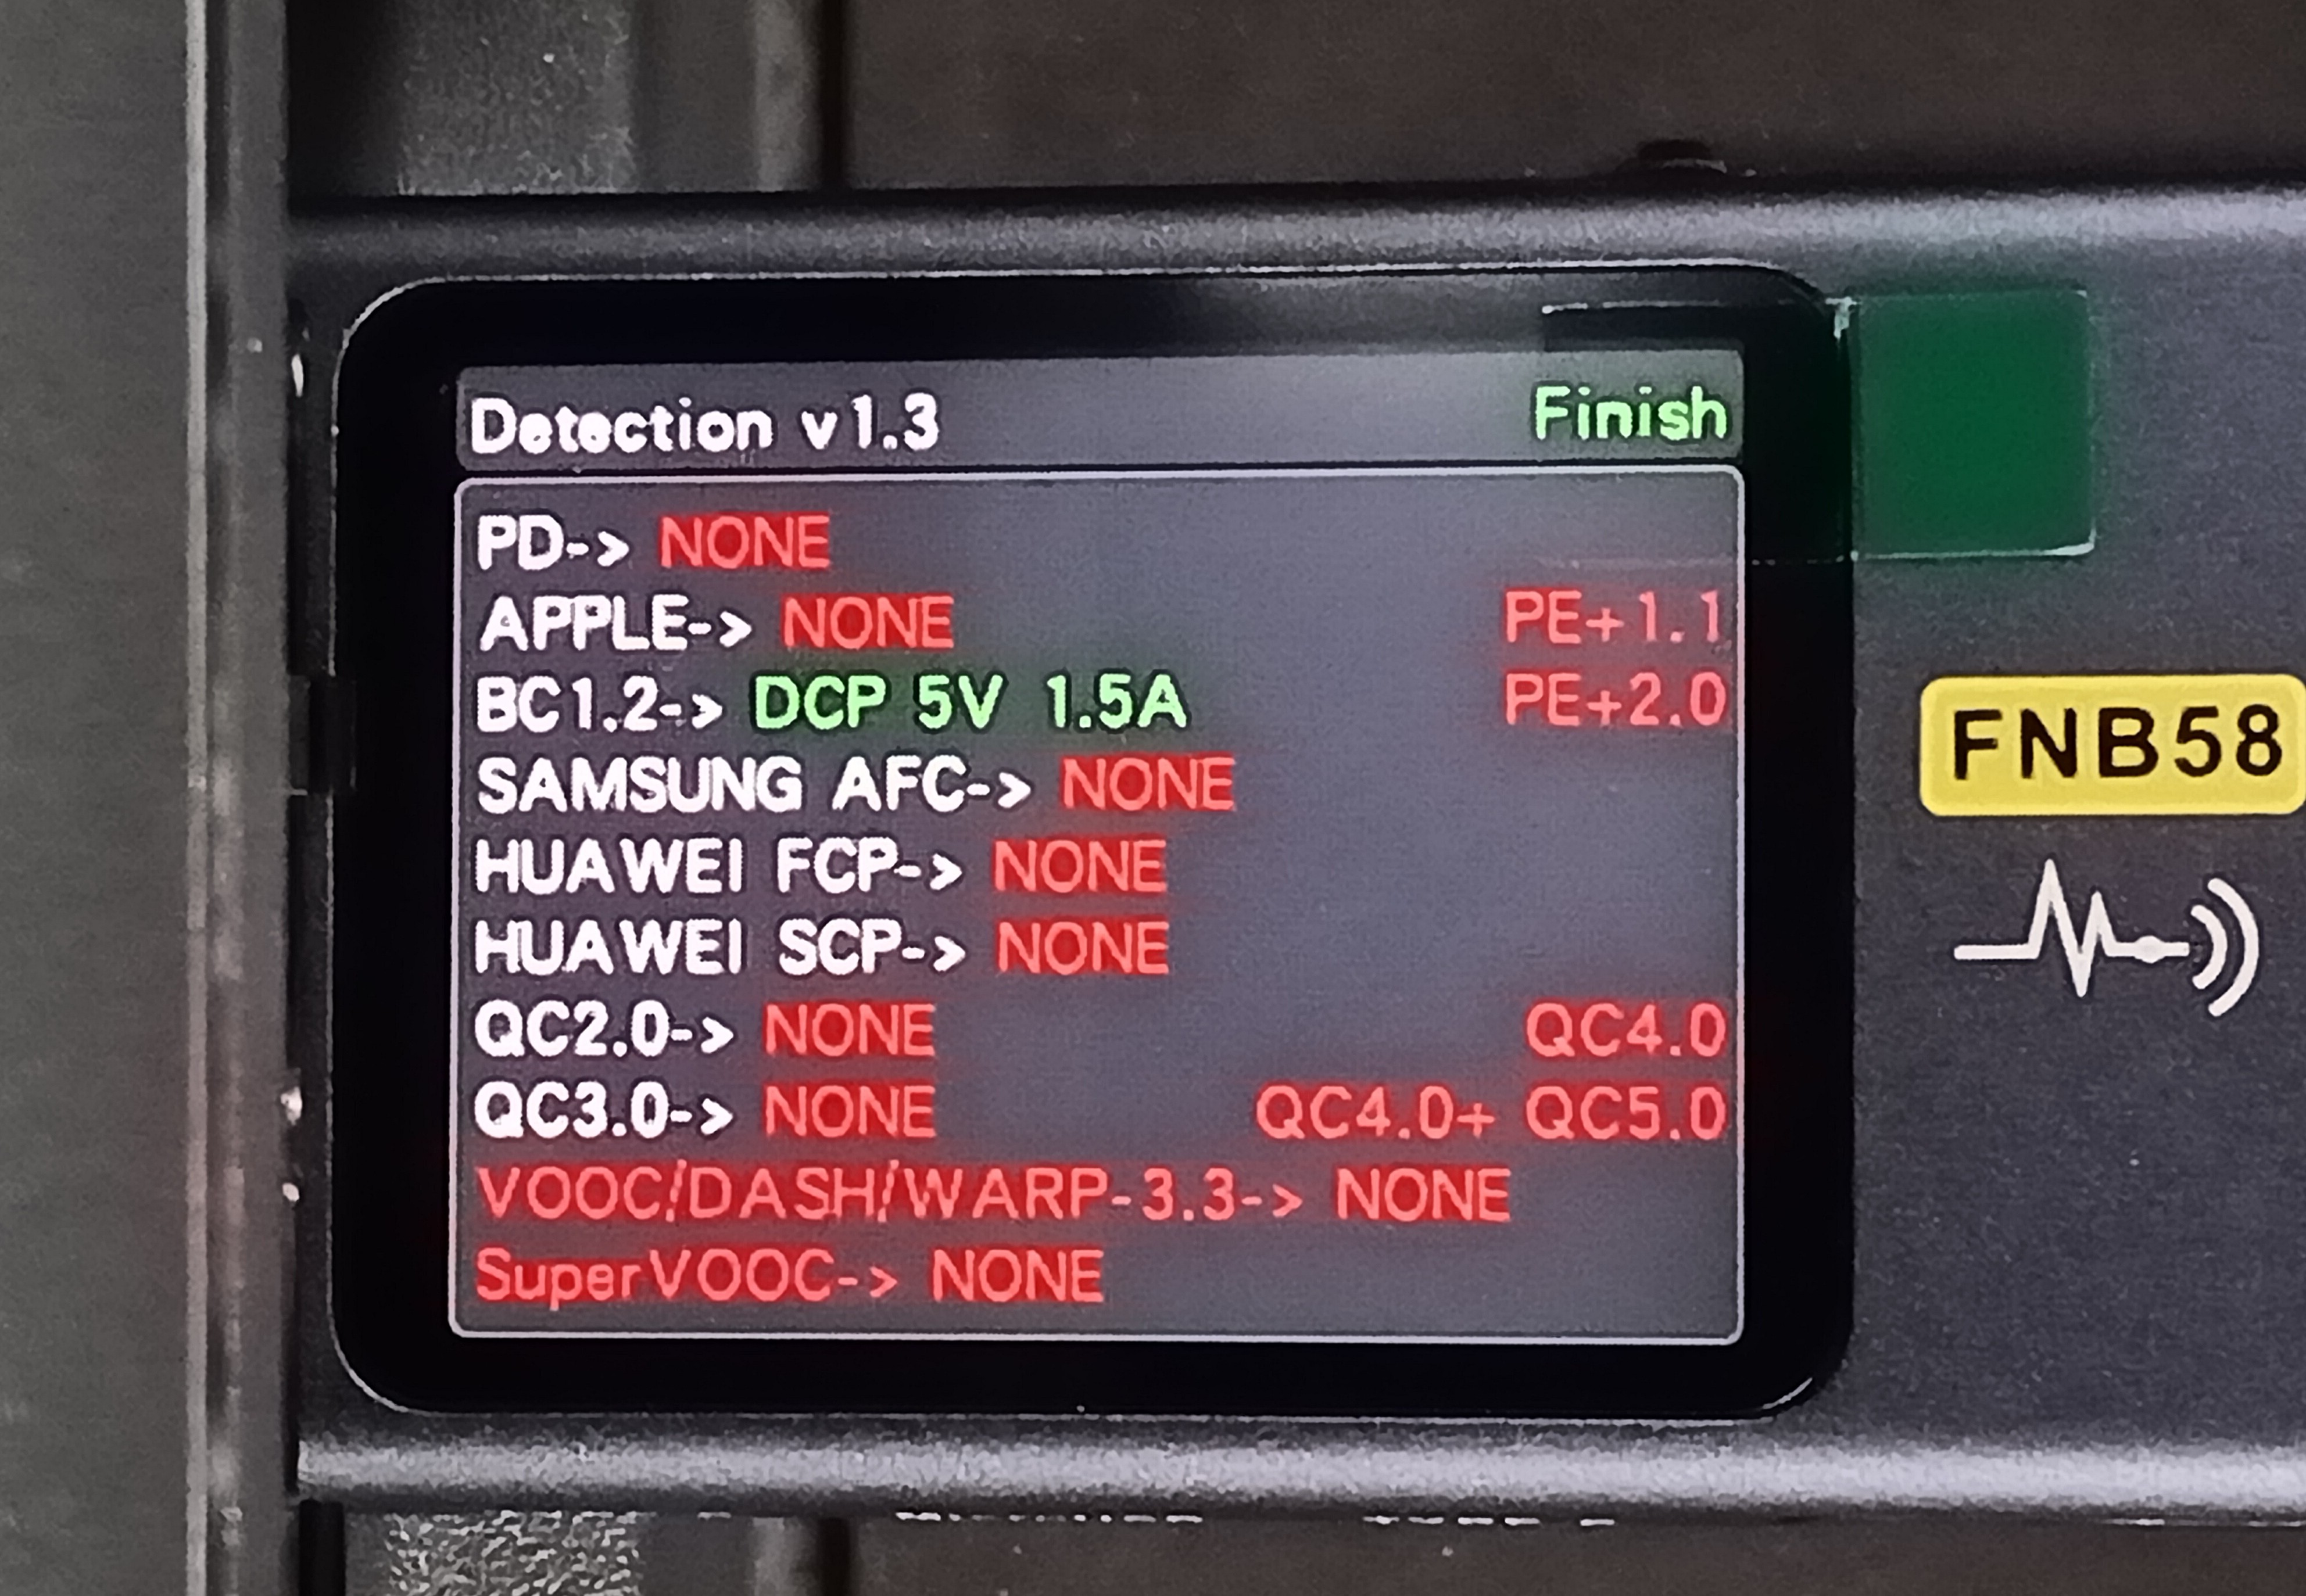 Detection v1.3 Finish
PD-> NONE
APPLE-> NONE PE+1.1
BC1.2-> DCP 5V 1.5A PE+2.0
SAMSUNG AFC-> NONE
HUAWEI FCP-> NONE
HUAWEI SCP-> NONE
QC2.0-> NONE QC4.0
QC3.0-> NONE QC4.0+ QC5.0
VOOC/DASH/WARP-3.3-> NONE
SuperVOOC-> NONE
FNB58